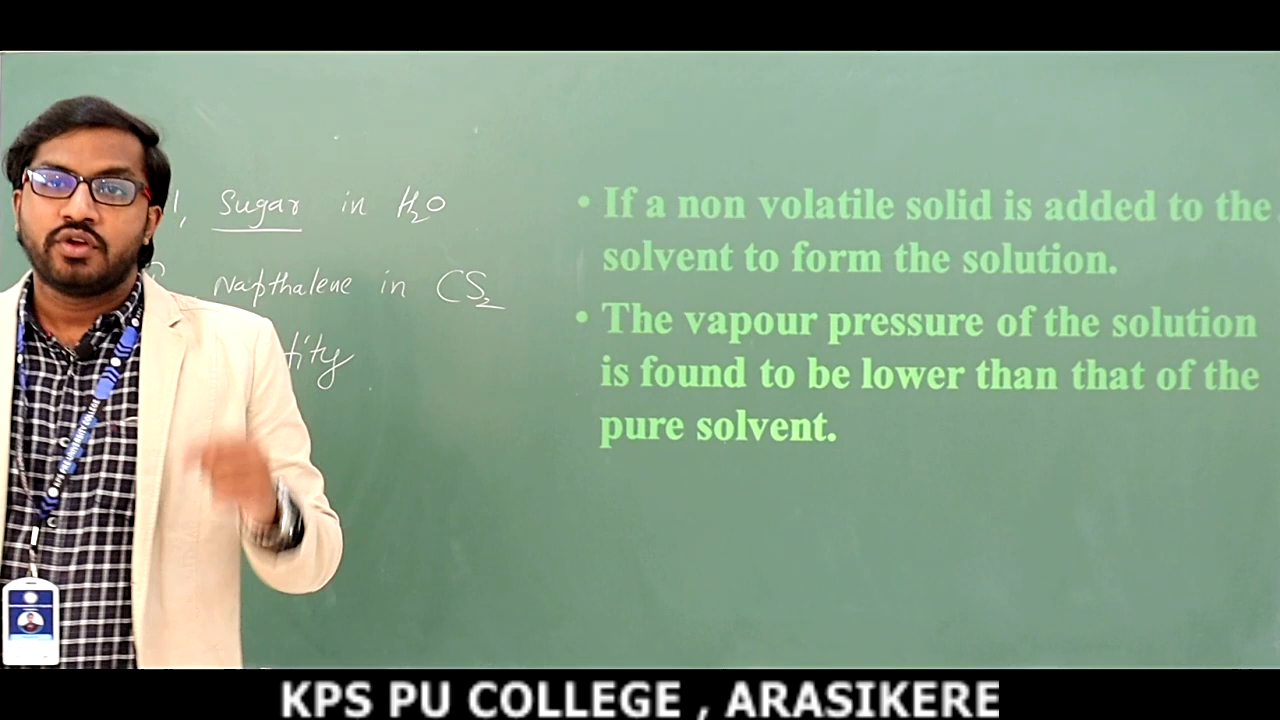 1, Sugar in H₂O
Napthalene in CS₂
tity
• If a non volatile solid is added to the
solvent to form the solution.
• The vapour pressure of the solution
is found to be lower than that of the
pure solvent.
KPS PU COLLEGE , ARASIKERE